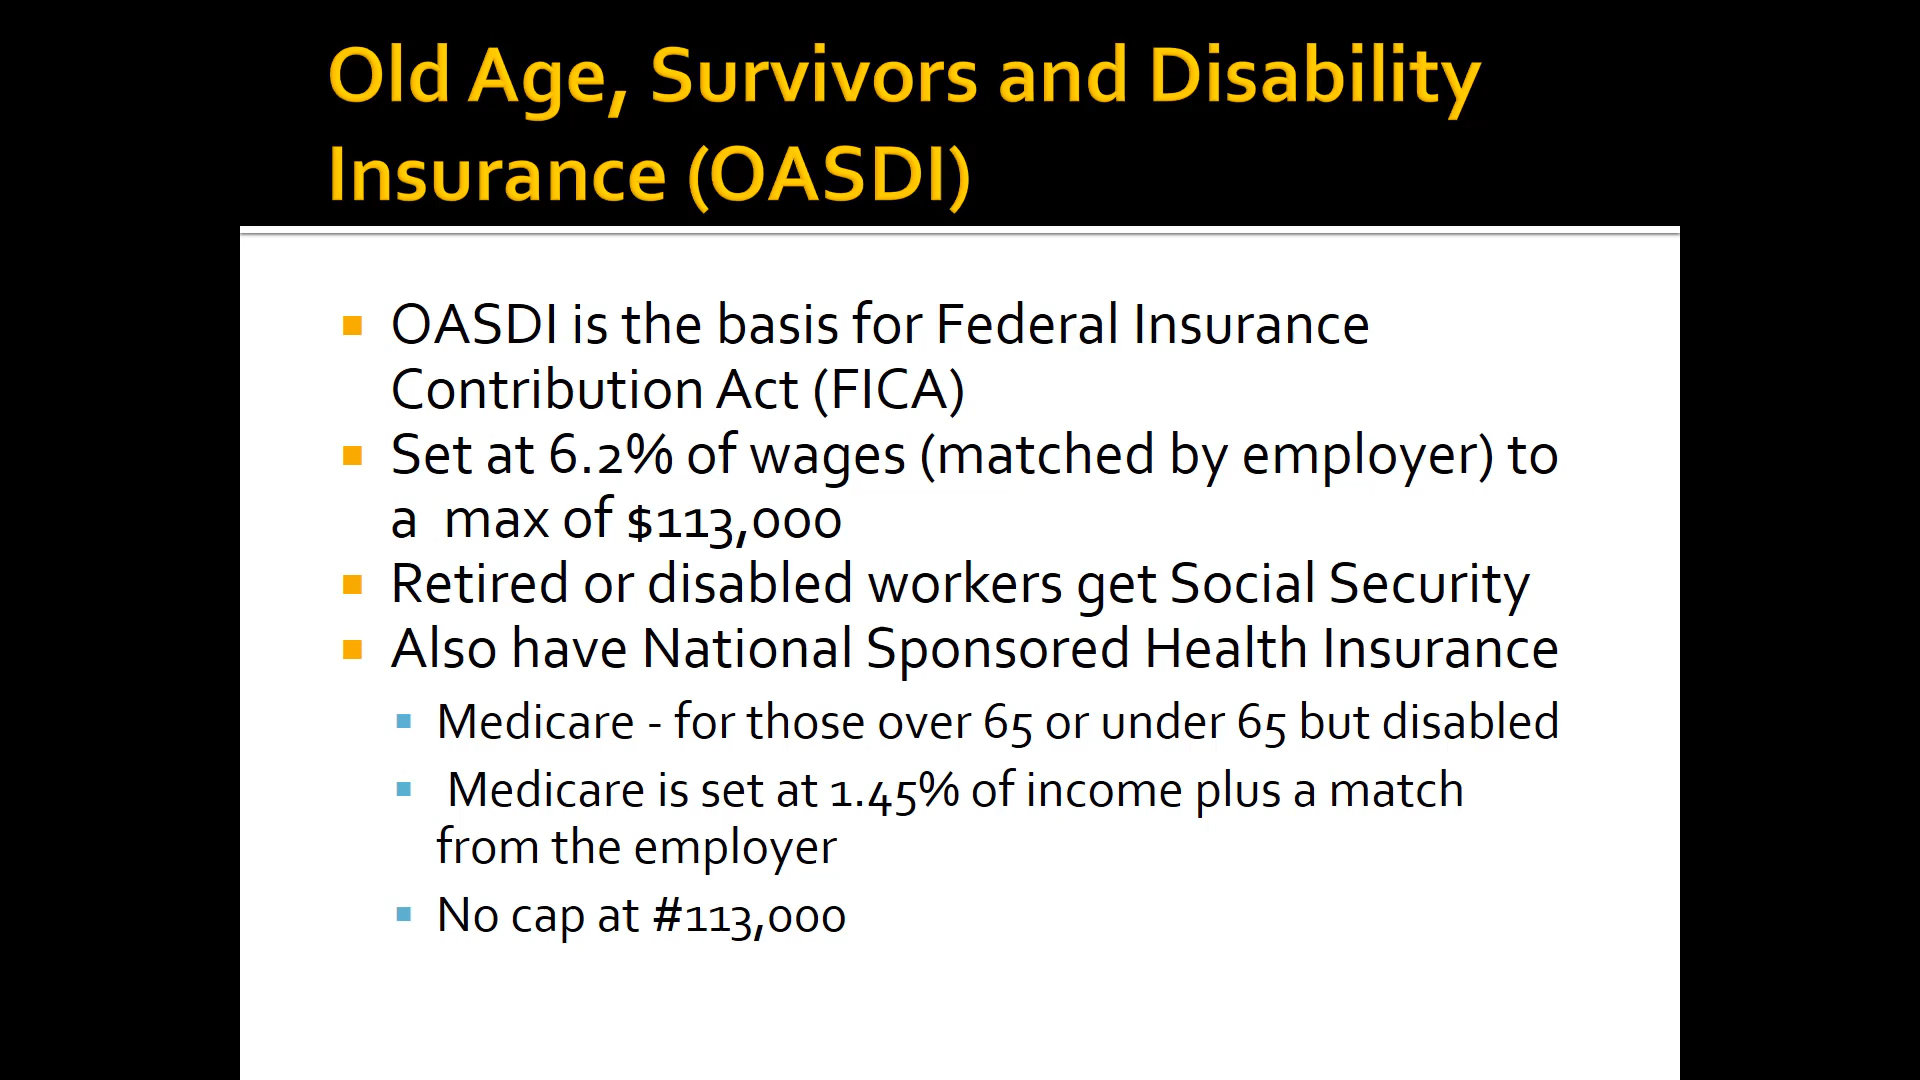 Old Age, Survivors and Disability
Insurance (OASDI)
OASDI is the basis for Federal Insurance
Contribution Act (FICA)
Set at 6.2% of wages (matched by employer) to
a  max of $113,000
Retired or disabled workers get Social Security
Also have National Sponsored Health Insurance
Medicare - for those over 65 or under 65 but disabled
Medicare is set at 1.45% of income plus a match
from the employer
No cap at #113,000